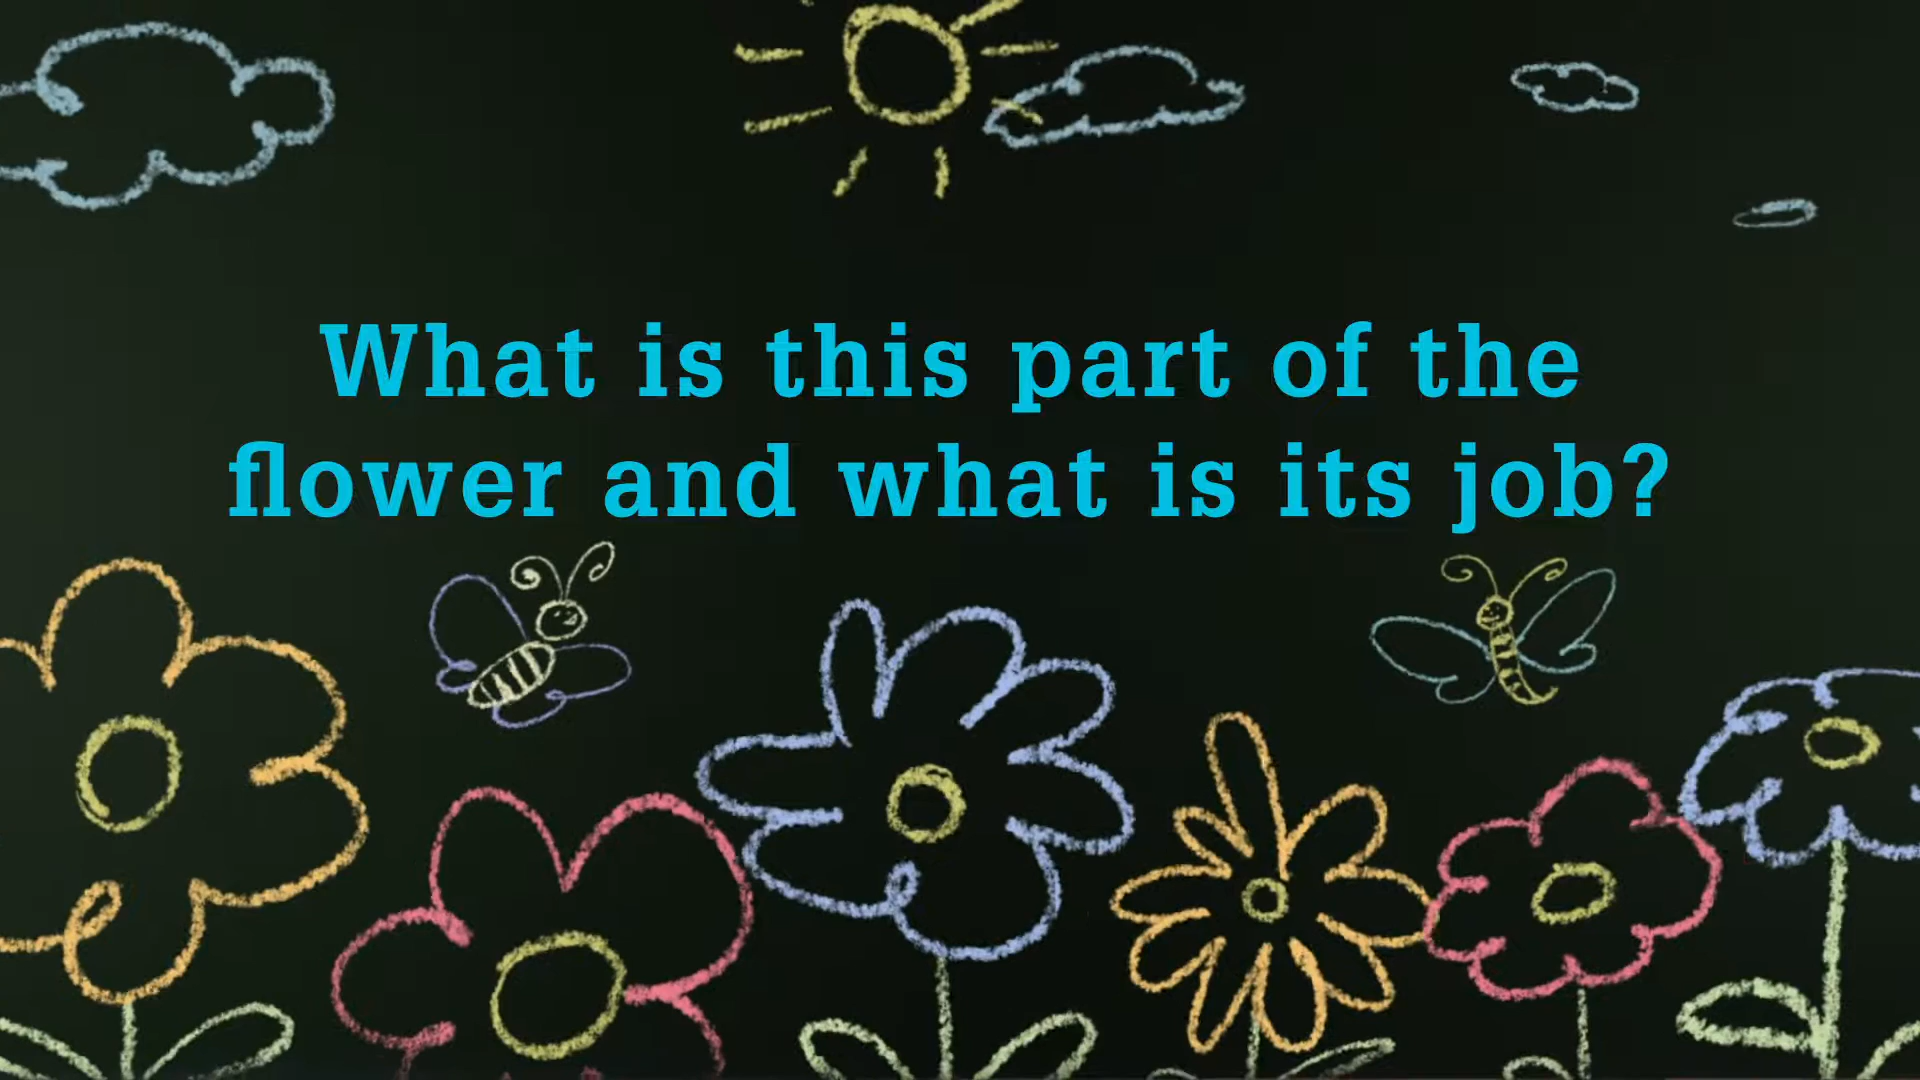 What is this part of the
flower and what is its job?